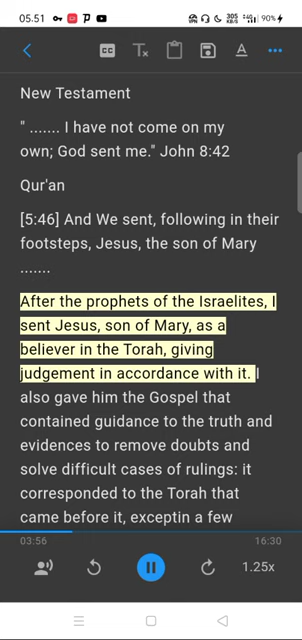 05.51
305 KB/S
4G
90%
CC
New Testament
" ....... I have not come on my
own; God sent me." John 8:42
Qur'an
[5:46] And We sent, following in their
footsteps, Jesus, the son of Mary
.......
After the prophets of the Israelites, I
sent Jesus, son of Mary, as a
believer in the Torah, giving
judgement in accordance with it. I
also gave him the Gospel that
contained guidance to the truth and
evidences to remove doubts and
solve difficult cases of rulings: it
corresponded to the Torah that
came before it, exceptin a few
03:56
16:30
1.25x